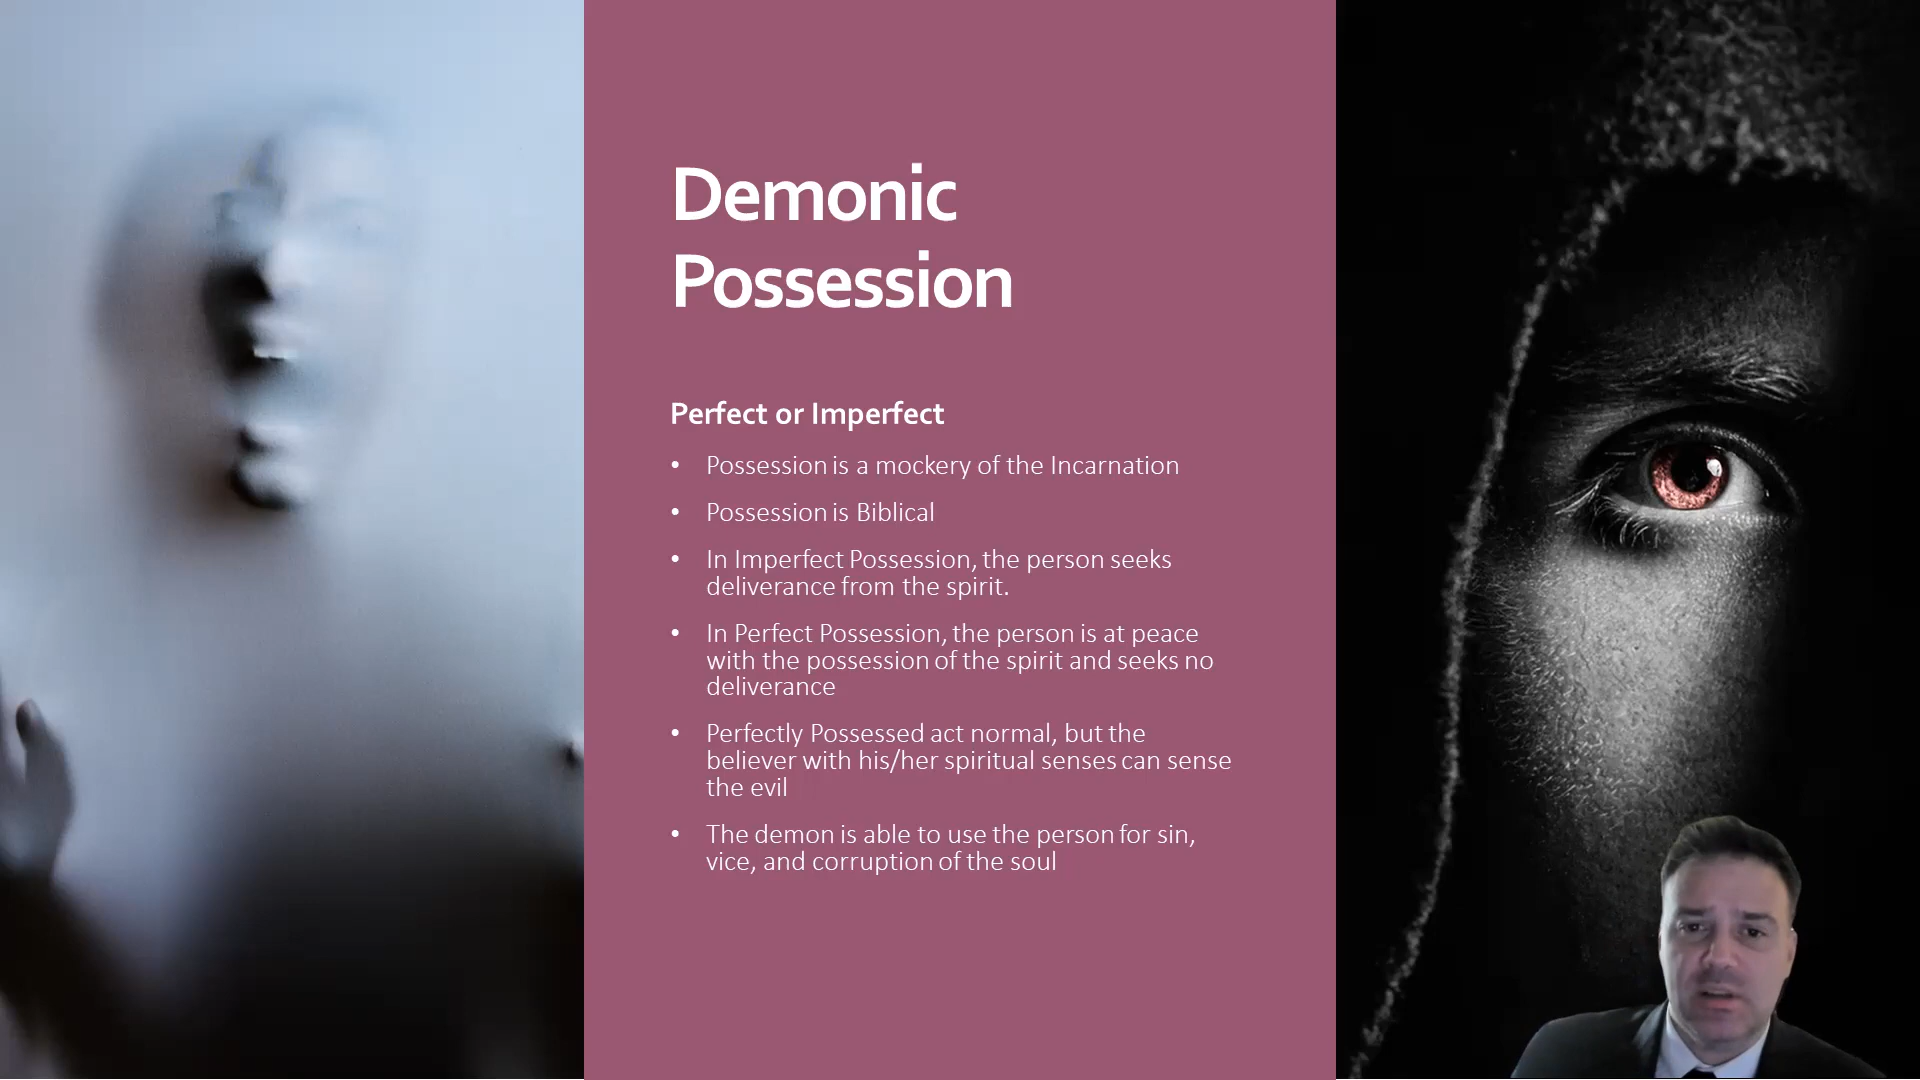 Demonic
Possession
Perfect or Imperfect
• Possession is a mockery of the Incarnation
• Possession is Biblical
• In Imperfect Possession, the person seeks
deliverance from the spirit.
• In Perfect Possession, the person is at peace
with the possession of the spirit and seeks no
deliverance
• Perfectly Possessed act normal, but the
believer with his/her spiritual senses can sense
the evil
• The demon is able to use the person for sin,
vice, and corruption of the soul